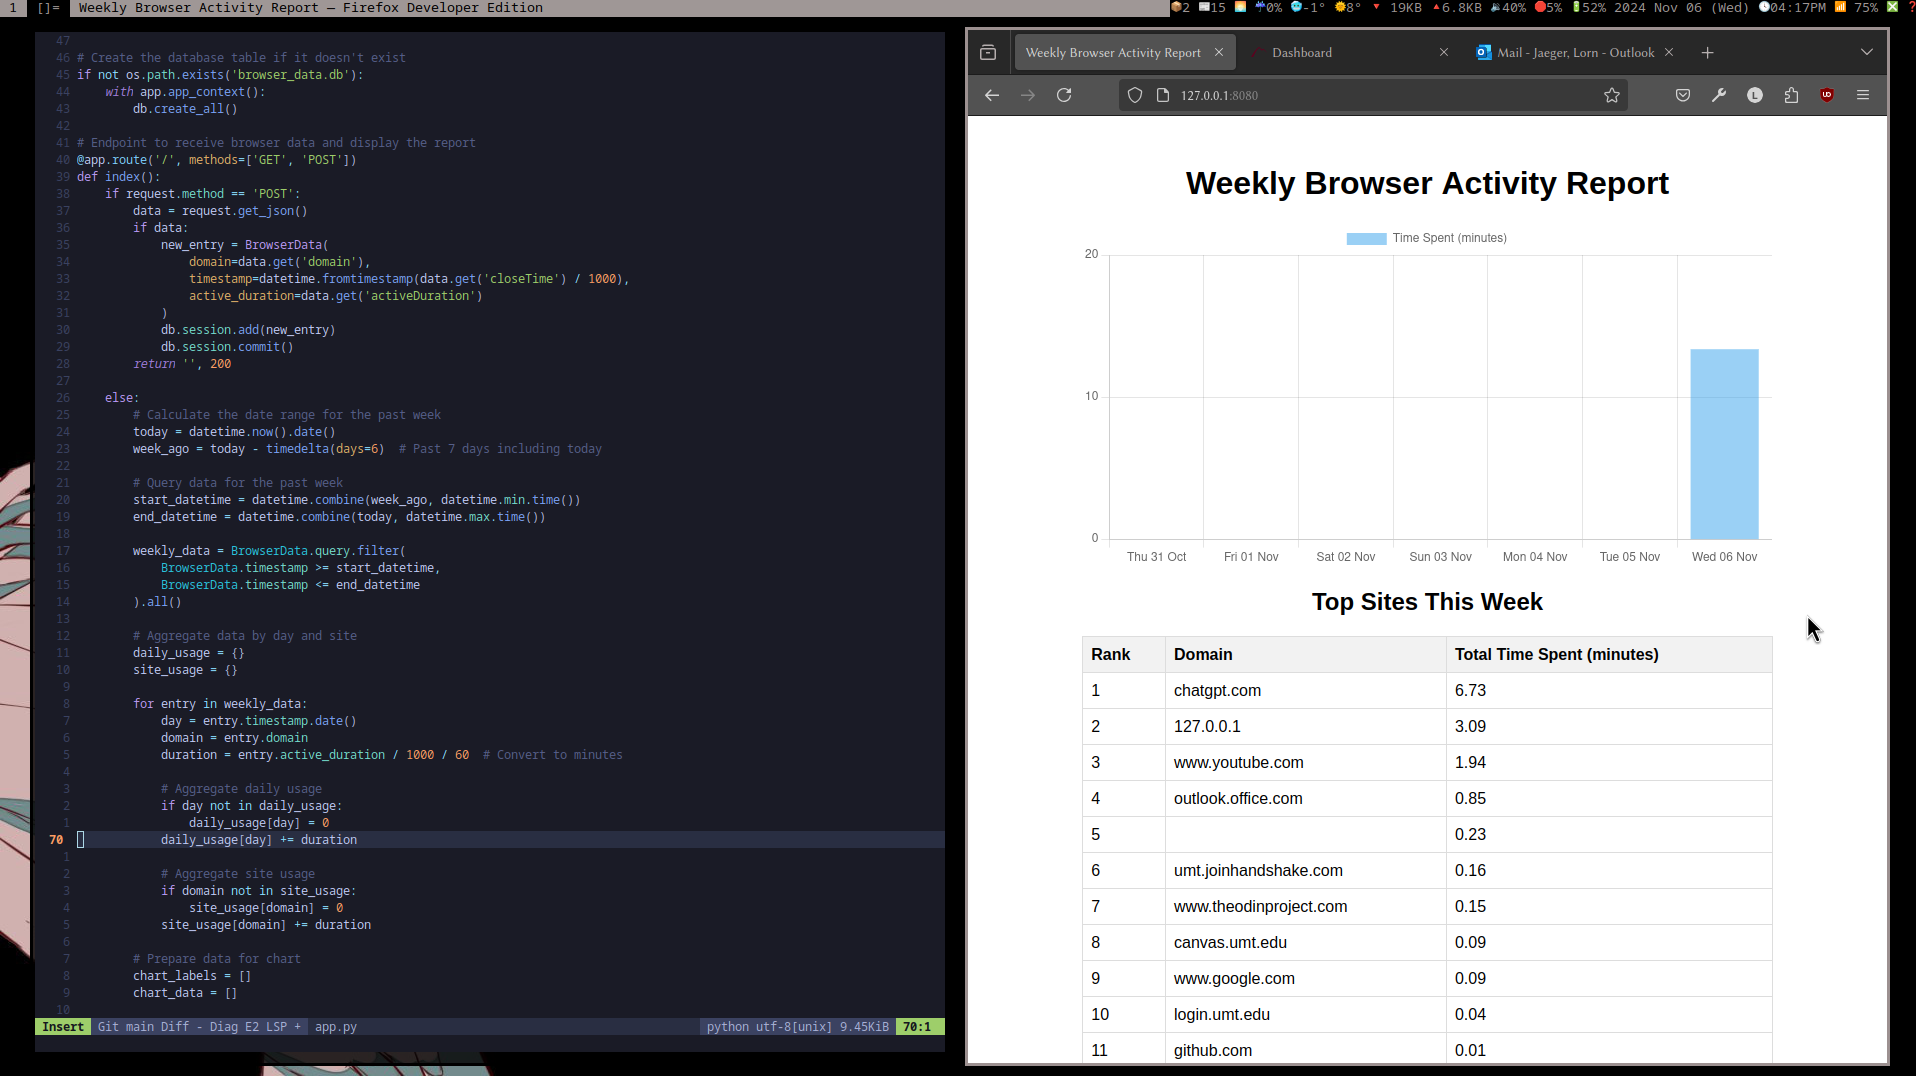 1 []= Weekly Browser Activity Report — Firefox Developer Edition
2 15 0% -1° 8° 19KB 6.8KB 40% 5% 52% 2024 Nov 06 (Wed) 04:17PM 75%
47
46 # Create the database table if it doesn't exist
45 if not os.path.exists('browser_data.db'):
44 with app.app_context():
43 db.create_all()
42
41 # Endpoint to receive browser data and display the report
40 @app.route('/', methods=['GET', 'POST'])
39 def index():
38 if request.method == 'POST':
37 data = request.get_json()
36 if data:
35 new_entry = BrowserData(
34 domain=data.get('domain'),
33 timestamp=datetime.fromtimestamp(data.get('closeTime') / 1000),
32 active_duration=data.get('activeDuration')
31 )
30 db.session.add(new_entry)
29 db.session.commit()
28 return '', 200
27
26 else:
25 # Calculate the date range for the past week
24 today = datetime.now().date()
23 week_ago = today - timedelta(days=6)  # Past 7 days including today
22
21 # Query data for the past week
20 start_datetime = datetime.combine(week_ago, datetime.min.time())
19 end_datetime = datetime.combine(today, datetime.max.time())
18
17 weekly_data = BrowserData.query.filter(
16 BrowserData.timestamp >= start_datetime,
15 BrowserData.timestamp <= end_datetime
14 ).all()
13
12 # Aggregate data by day and site
11 daily_usage = {}
10 site_usage = {}
9
8 for entry in weekly_data:
7 day = entry.timestamp.date()
6 domain = entry.domain
5 duration = entry.active_duration / 1000 / 60  # Convert to minutes
4
3 # Aggregate daily usage
2 if day not in daily_usage:
1 daily_usage[day] = 0
70 daily_usage[day] += duration
1
2 # Aggregate site usage
3 if domain not in site_usage:
4 site_usage[domain] = 0
5 site_usage[domain] += duration
6
7 # Prepare data for chart
8 chart_labels = []
9 chart_data = []
10
Insert Git main Diff - Diag E2 LSP + app.py python utf-8[unix] 9.45KiB 70:1
Weekly Browser Activity Report Dashboard Mail - Jaeger, Lorn - Outlook
127.0.0.1:8080 L
Weekly Browser Activity Report
Time Spent (minutes)
20
10
0
Thu 31 Oct Fri 01 Nov Sat 02 Nov Sun 03 Nov Mon 04 Nov Tue 05 Nov Wed 06 Nov
Top Sites This Week
Rank Domain Total Time Spent (minutes)
1 chatgpt.com 6.73
2 127.0.0.1 3.09
3 www.youtube.com 1.94
4 outlook.office.com 0.85
5 0.23
6 umt.joinhandshake.com 0.16
7 www.theodinproject.com 0.15
8 canvas.umt.edu 0.09
9 www.google.com 0.09
10 login.umt.edu 0.04
11 github.com 0.01